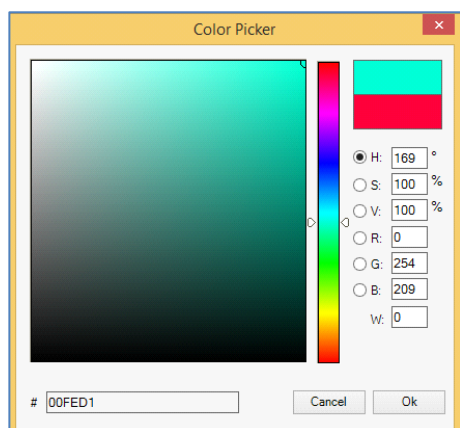 Color Picker
H: 169 °
S: 100 %
V: 100 %
R: 0
G: 254
B: 209
W: 0
# 00FED1
Cancel
Ok